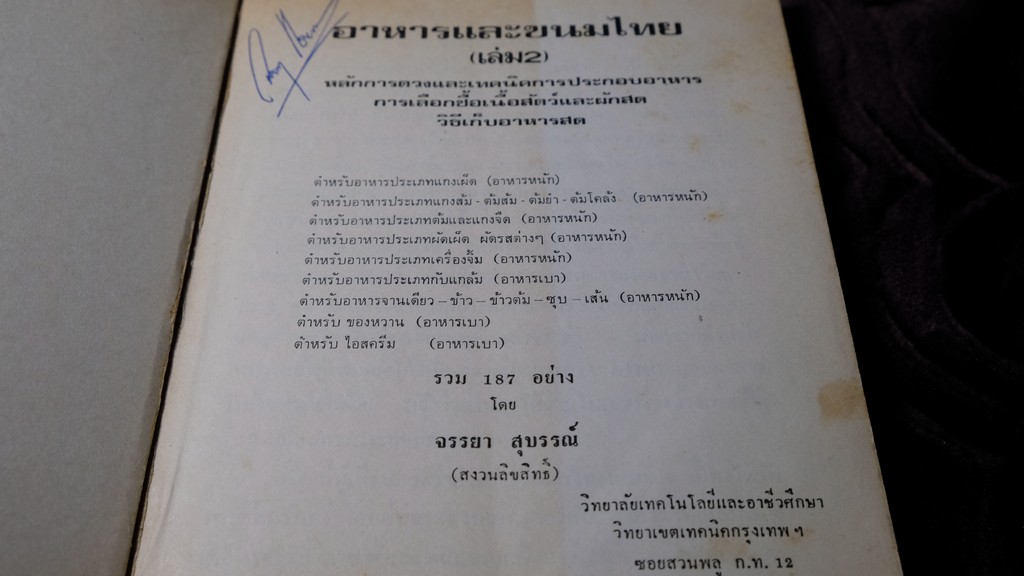 อาหารและขนมไทย
(เล่ม2)
หลักการตวงและเทคนิคการประกอบอาหาร
การเลือกซื้อเนื้อสัตว์และผักสด
วิธีเก็บอาหารสด
ตำหรับอาหารประเภทแกงเผ็ด (อาหารหนัก)
ตำหรับอาหารประเภทแกงส้ม - ต้มส้ม - ต้มยำ - ต้มโคล้ง (อาหารหนัก)
ตำหรับอาหารประเภทต้มและแกงจืด (อาหารหนัก)
ตำหรับอาหารประเภทผัดเผ็ด ผัดรสต่างๆ (อาหารหนัก)
ตำหรับอาหารประเภทเครื่องจิ้ม (อาหารหนัก)
ตำหรับอาหารประเภทกับแกล้ม (อาหารเบา)
ตำหรับอาหารจานเดียว – ข้าว – ข้าวต้ม – ซุบ – เส้น (อาหารหนัก)
ตำหรับ ของหวาน (อาหารเบา)
ตำหรับ ไอสครีม (อาหารเบา)
รวม 187 อย่าง
โดย
จรรยา สุบรรณ์
(สงวนลิขสิทธิ์)
วิทยาลัยเทคโนโลยีและอาชีวศึกษา
วิทยาเขตเทคนิคกรุงเทพ ฯ
ซอยสวนพลู ก.ท. 12